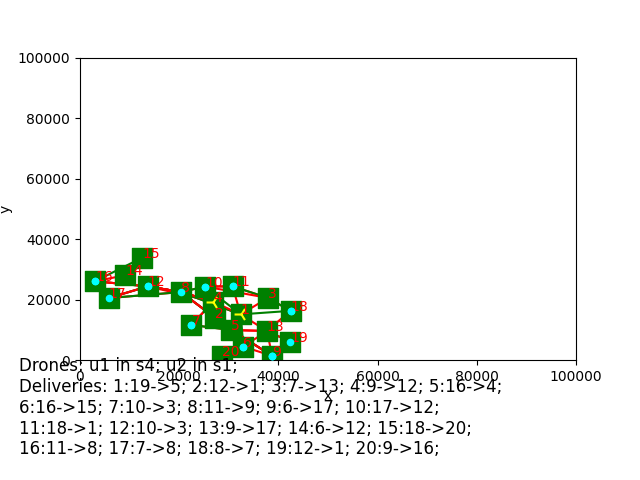 100000
80000
60000
40000
20000
0
y
0 20000 40000 60000 80000 100000
x
15
14
Drones: u1 in s4; u2 in s1;
Deliveries: 1:19->5; 2:12->1; 3:7->13; 4:9->12; 5:16->4;
6:16->15; 7:10->3; 8:11->9; 9:6->17; 10:17->12;
11:18->1; 12:10->3; 13:9->17; 14:6->12; 15:18->20;
16:11->8; 17:7->8; 18:8->7; 19:12->1; 20:9->16;